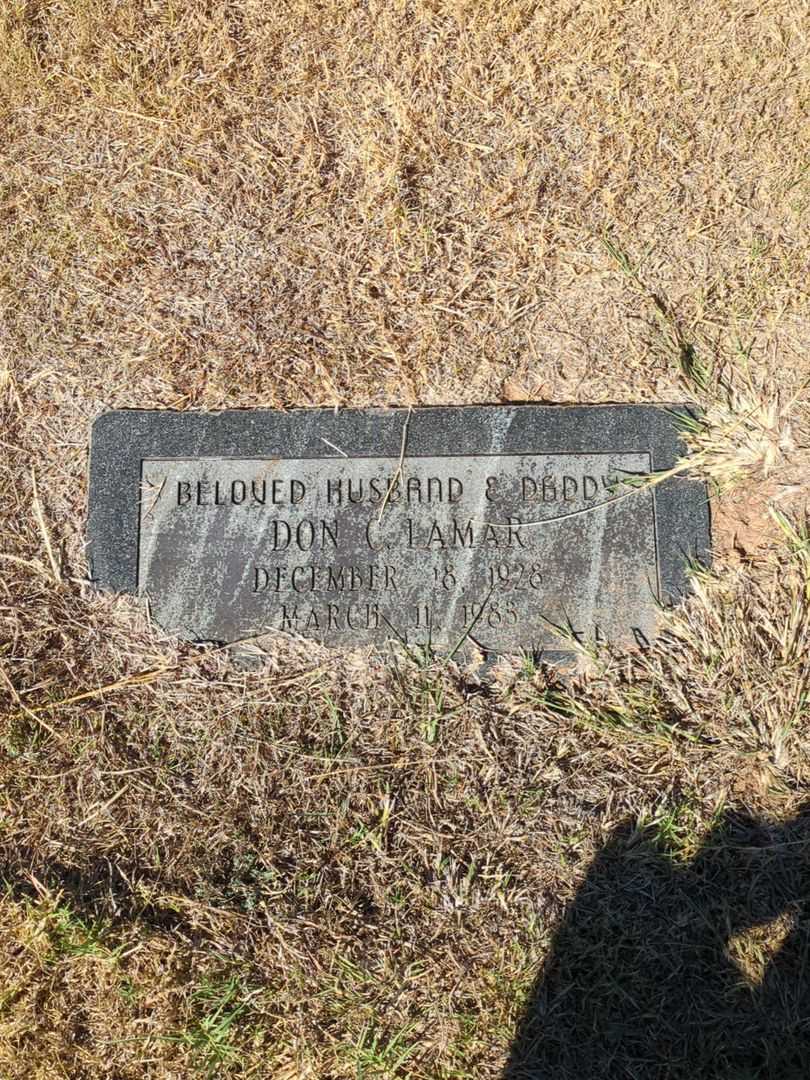 BELOVED HUSBAND & DADDY
DON C. LAMAR
DECEMBER 18, 1928
MARCH 11, 1985